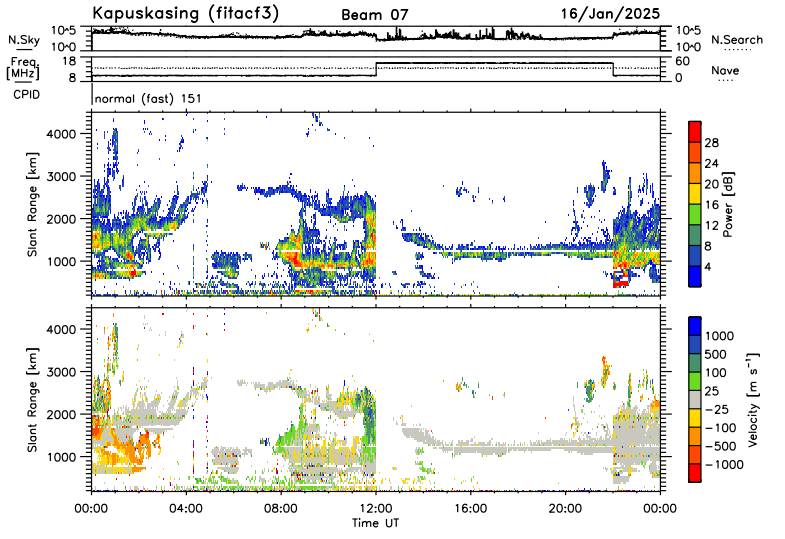 Kapuskasing (fitacf3) Beam 07 16/Jan/2025
N.Sky
10^5
10^0
10^5
10^0
N.Search
Freq.
[MHz]
18
8
60
0
Nave
CPID
normal (fast) 151
Slant Range [km]
4000
3000
2000
1000
28
24
20
16
12
8
4
Power [dB]
Slant Range [km]
4000
3000
2000
1000
1000
500
100
25
−25
−100
−500
−1000
Velocity [m s⁻¹]
00:00 04:00 08:00 12:00 16:00 20:00 00:00
Time UT